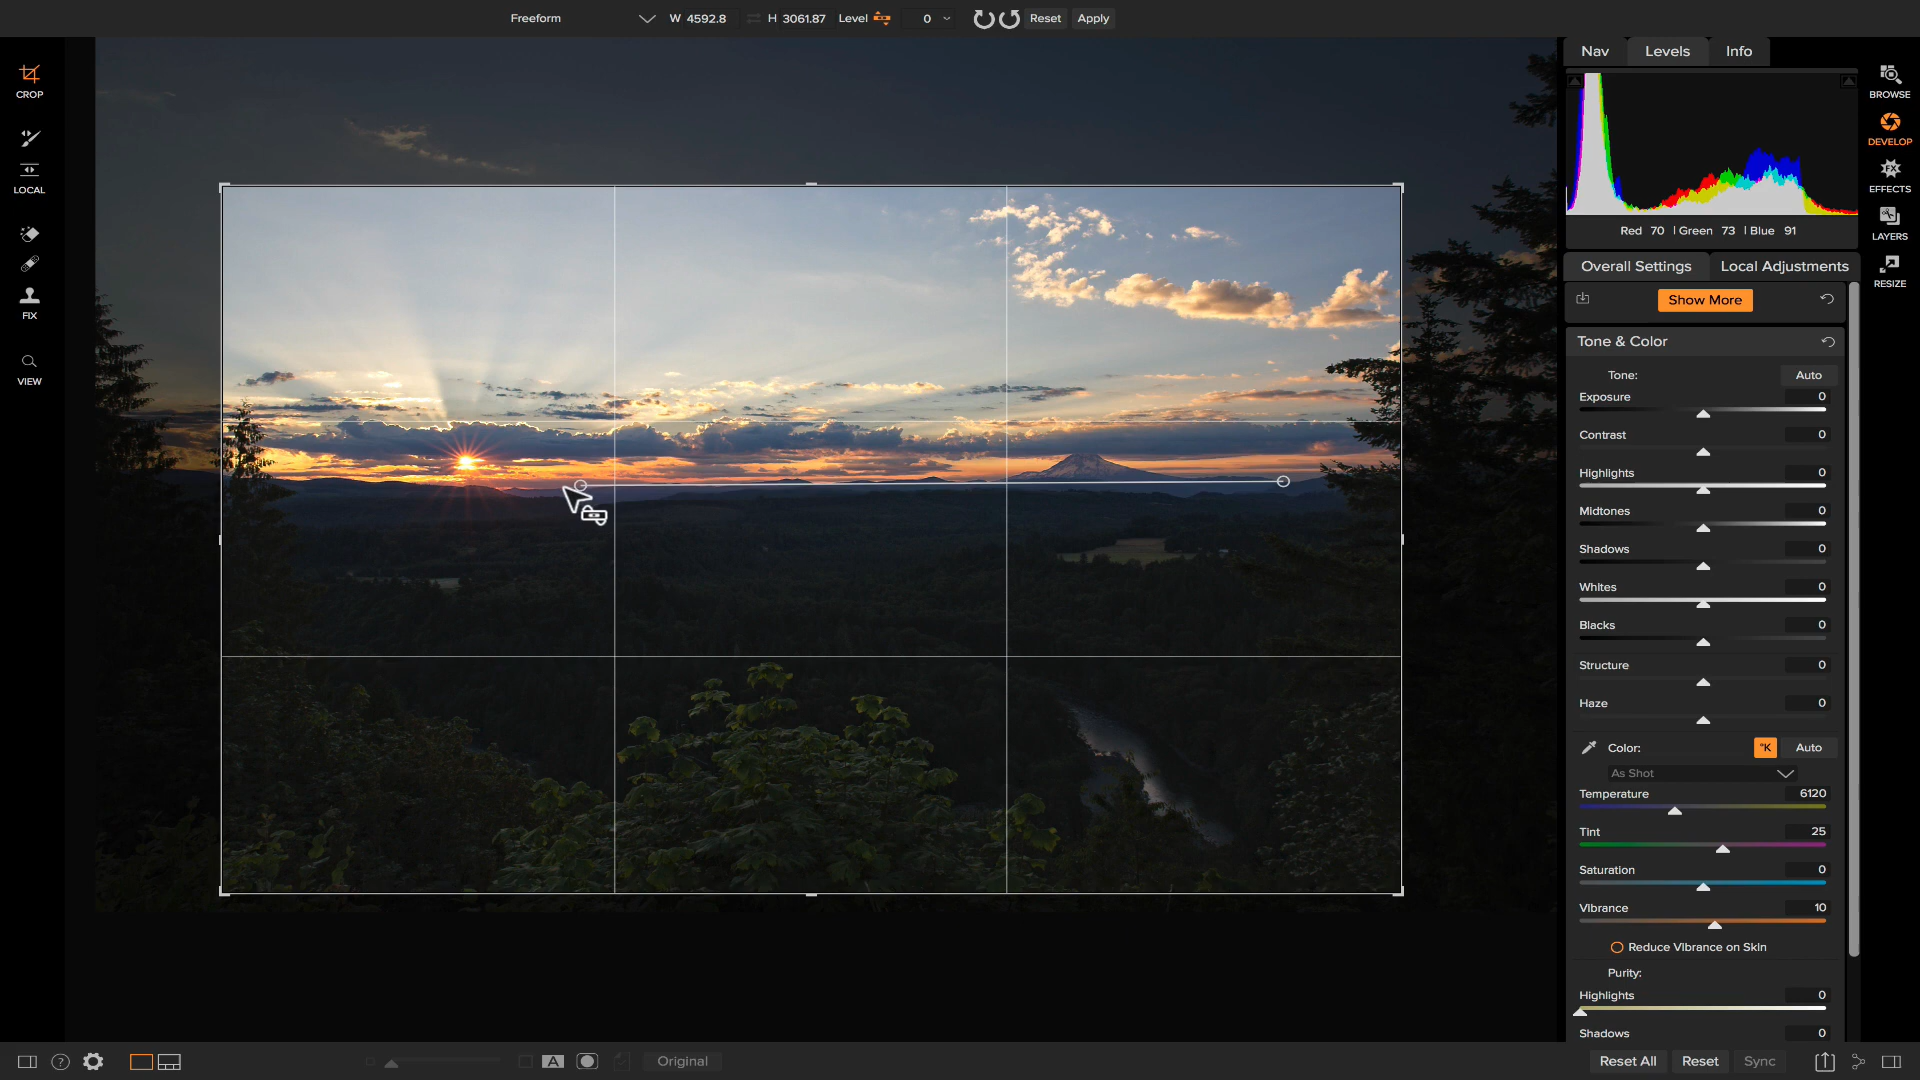 Freeform W 4592.8 H 3061.87 Level 0 Reset Apply
CROP
LOCAL
FIX
VIEW
Nav Levels Info
Red 70 | Green 73 | Blue 91
Overall Settings Local Adjustments
Show More
Tone & Color
Tone: Auto
Exposure 0
Contrast 0
Highlights 0
Midtones 0
Shadows 0
Whites 0
Blacks 0
Structure 0
Haze 0
Color: °K Auto
As Shot
Temperature 6120
Tint 25
Saturation 0
Vibrance 10
Reduce Vibrance on Skin
Purity:
Highlights 0
Shadows 0
BROWSE
DEVELOP
FX
EFFECTS
LAYERS
RESIZE
? A Original Reset All Reset Sync